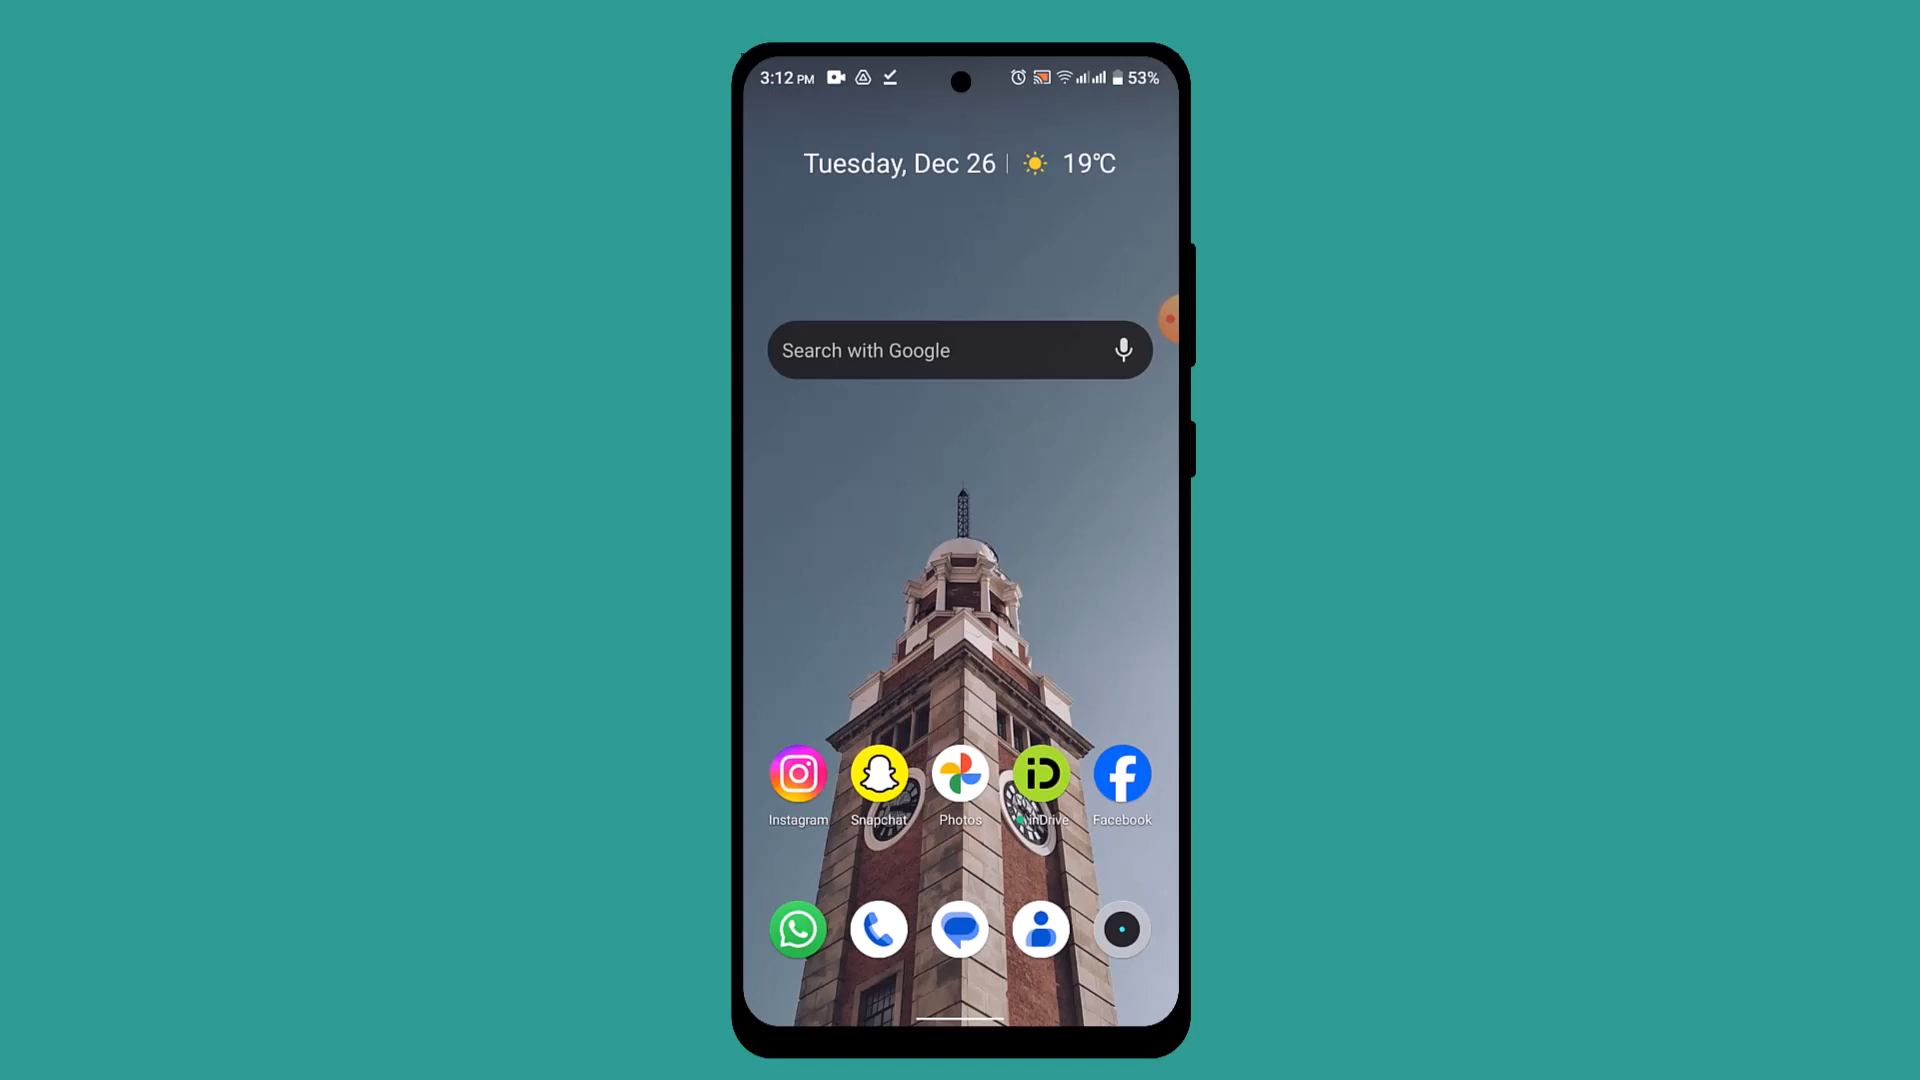 3:12 PM 53%
Tuesday, Dec 26 19℃
Search with Google
Instagram Snapchat Photos inDrive Facebook